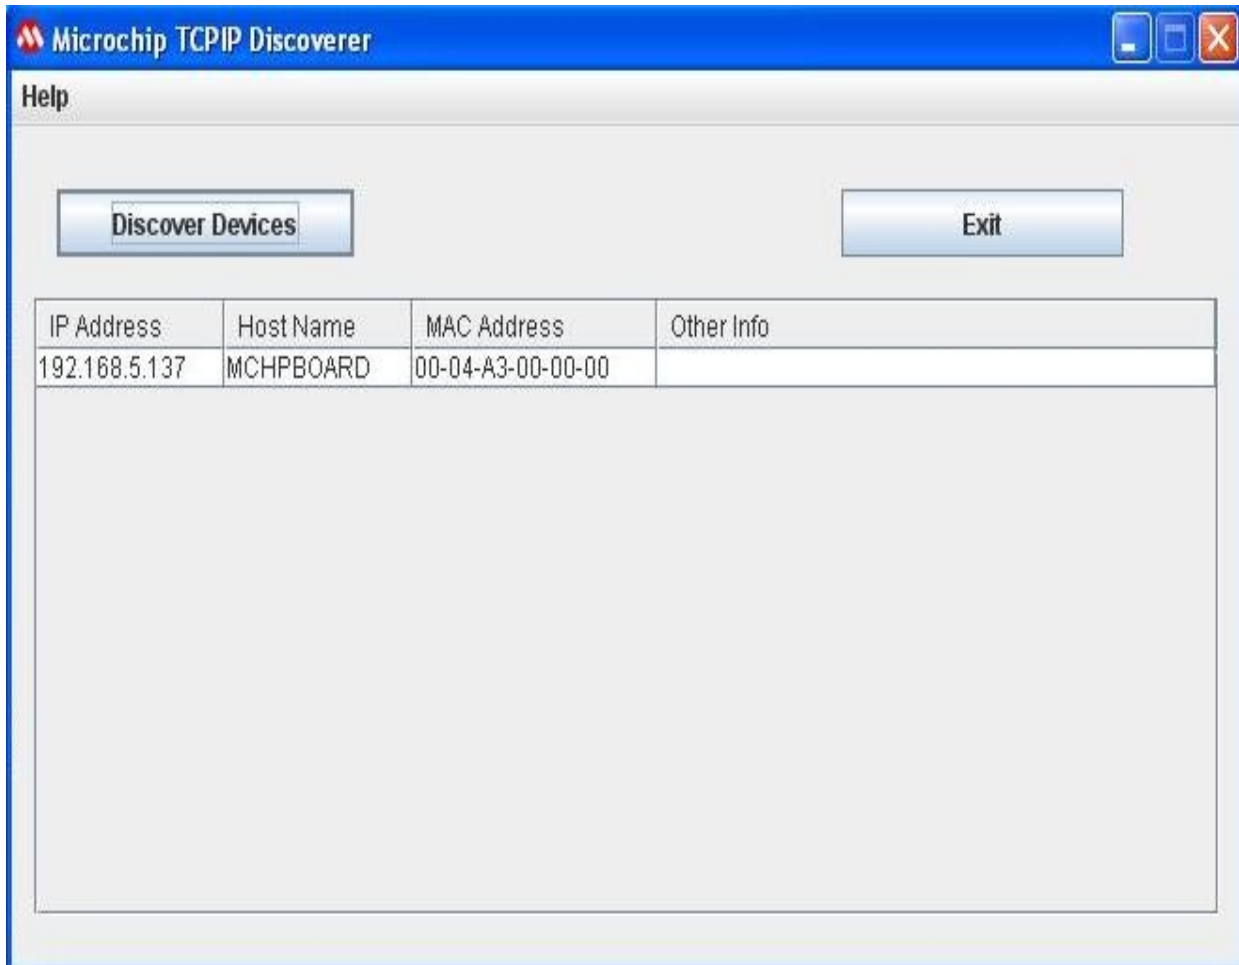 Microchip TCPIP Discoverer
Help
Discover Devices Exit
IP Address Host Name MAC Address Other Info
192.168.5.137 MCHPBOARD 00-04-A3-00-00-00